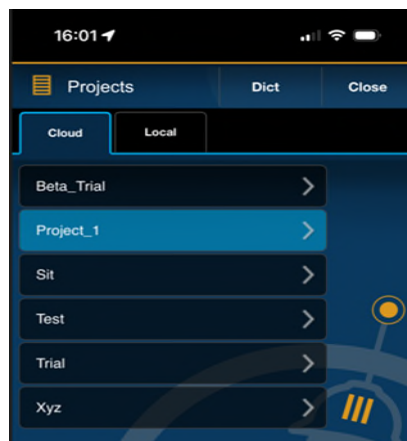 16:01
Projects Dict Close
Cloud Local
Beta_Trial
Project_1
Sit
Test
Trial
Xyz